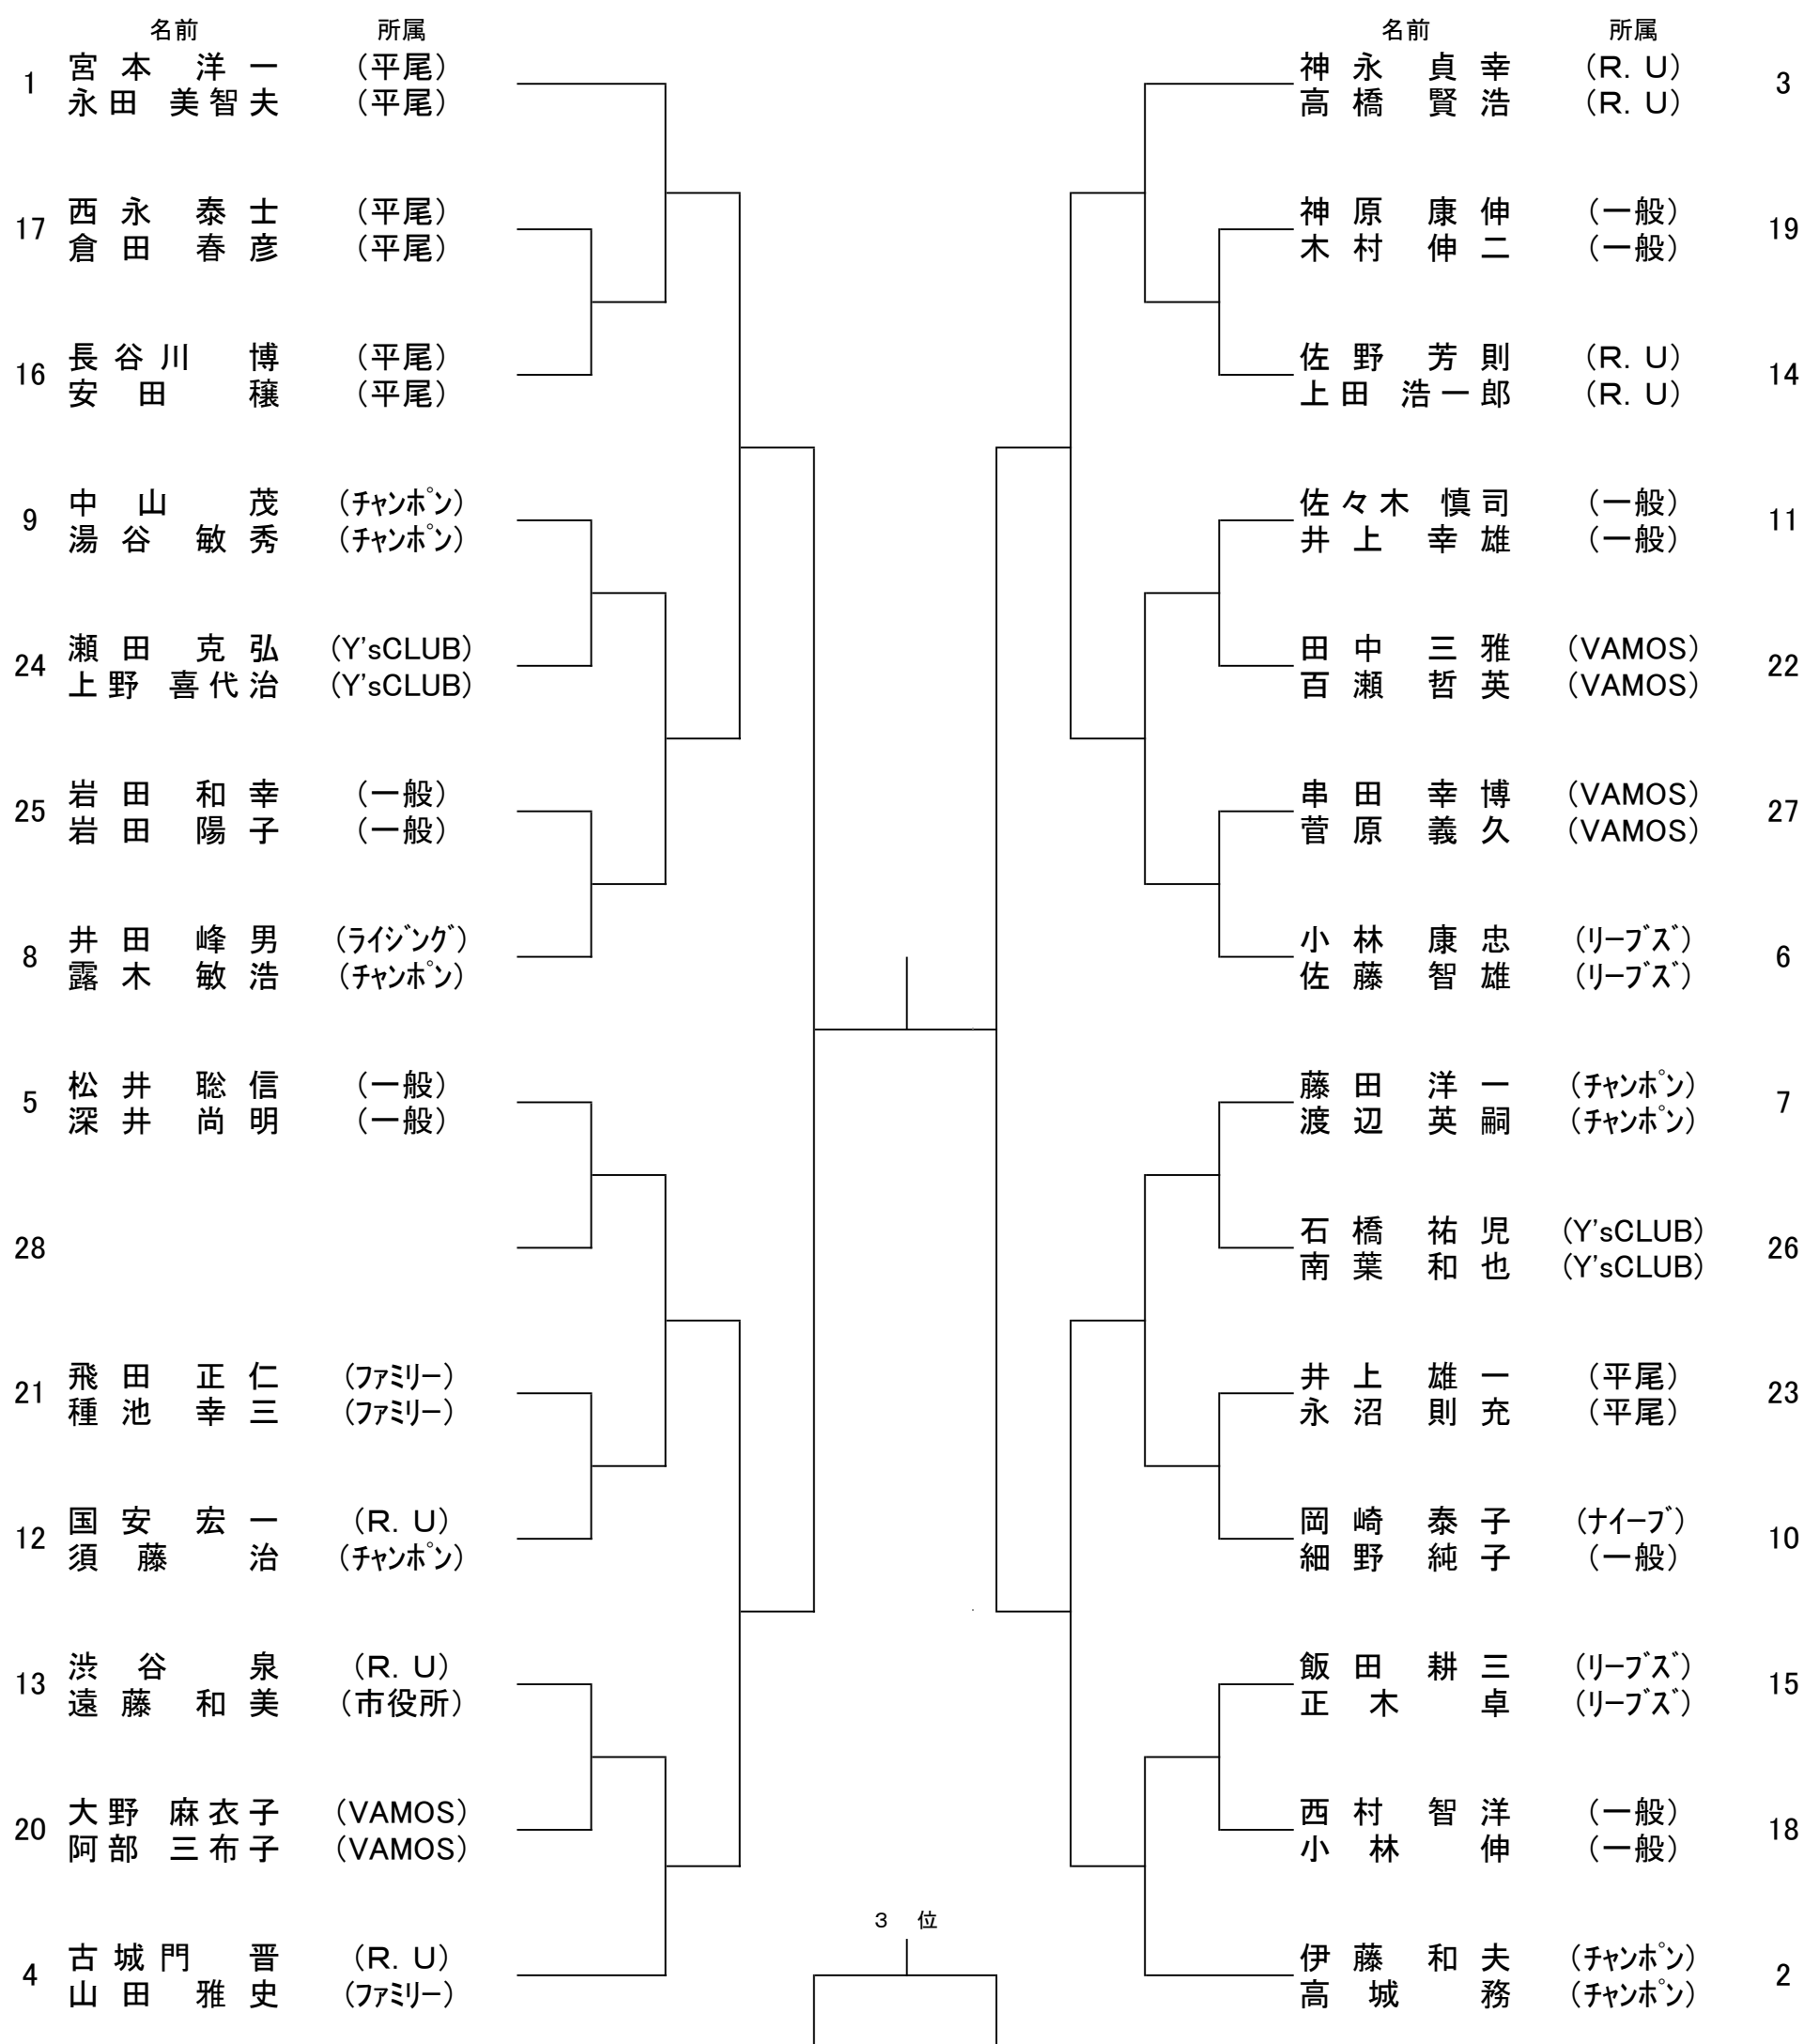 名前 所属
1 宮本 洋一 (平尾)
永田 美智夫 (平尾)
17 西永 泰士 (平尾)
倉田 春彦 (平尾)
16 長谷川 博 (平尾)
安田 穣 (平尾)
9 中山 茂 (ﾁｬﾝﾎﾟﾝ)
湯谷 敏秀 (ﾁｬﾝﾎﾟﾝ)
24 瀬田 克弘 (Y'sCLUB)
上野 喜代治 (Y'sCLUB)
25 岩田 和幸 (一般)
岩田 陽子 (一般)
8 井田 峰男 (ﾗｲｼﾞﾝｸﾞ)
露木 敏浩 (ﾁｬﾝﾎﾟﾝ)
5 松井 聡信 (一般)
深井 尚明 (一般)
28
21 飛田 正仁 (ﾌｧﾐﾘｰ)
種池 幸三 (ﾌｧﾐﾘｰ)
12 国安 宏一 (R．U)
須藤 治 (ﾁｬﾝﾎﾟﾝ)
13 渋谷 泉 (R．U)
遠藤 和美 (市役所)
20 大野 麻衣子 (VAMOS)
阿部 三布子 (VAMOS)
4 古城門 晋 (R．U)
山田 雅史 (ﾌｧﾐﾘｰ)
３ 位
名前 所属
神永 貞幸 (R．U) 3
高橋 賢浩 (R．U)
神原 康伸 (一般) 19
木村 伸二 (一般)
佐野 芳則 (R．U) 14
上田 浩一郎 (R．U)
佐々木 慎司 (一般) 11
井上 幸雄 (一般)
田中 三雅 (VAMOS) 22
百瀬 哲英 (VAMOS)
串田 幸博 (VAMOS) 27
菅原 義久 (VAMOS)
小林 康忠 (ﾘｰﾌﾞｽﾞ) 6
佐藤 智雄 (ﾘｰﾌﾞｽﾞ)
藤田 洋一 (ﾁｬﾝﾎﾟﾝ) 7
渡辺 英嗣 (ﾁｬﾝﾎﾟﾝ)
石橋 祐児 (Y'sCLUB) 26
南葉 和也 (Y'sCLUB)
井上 雄一 (平尾) 23
永沼 則充 (平尾)
岡崎 泰子 (ﾅｲｰﾌﾞ) 10
細野 純子 (一般)
飯田 耕三 (ﾘｰﾌﾞｽﾞ) 15
正木 卓 (ﾘｰﾌﾞｽﾞ)
西村 智洋 (一般) 18
小林 伸 (一般)
伊藤 和夫 (ﾁｬﾝﾎﾟﾝ) 2
高城 務 (ﾁｬﾝﾎﾟﾝ)